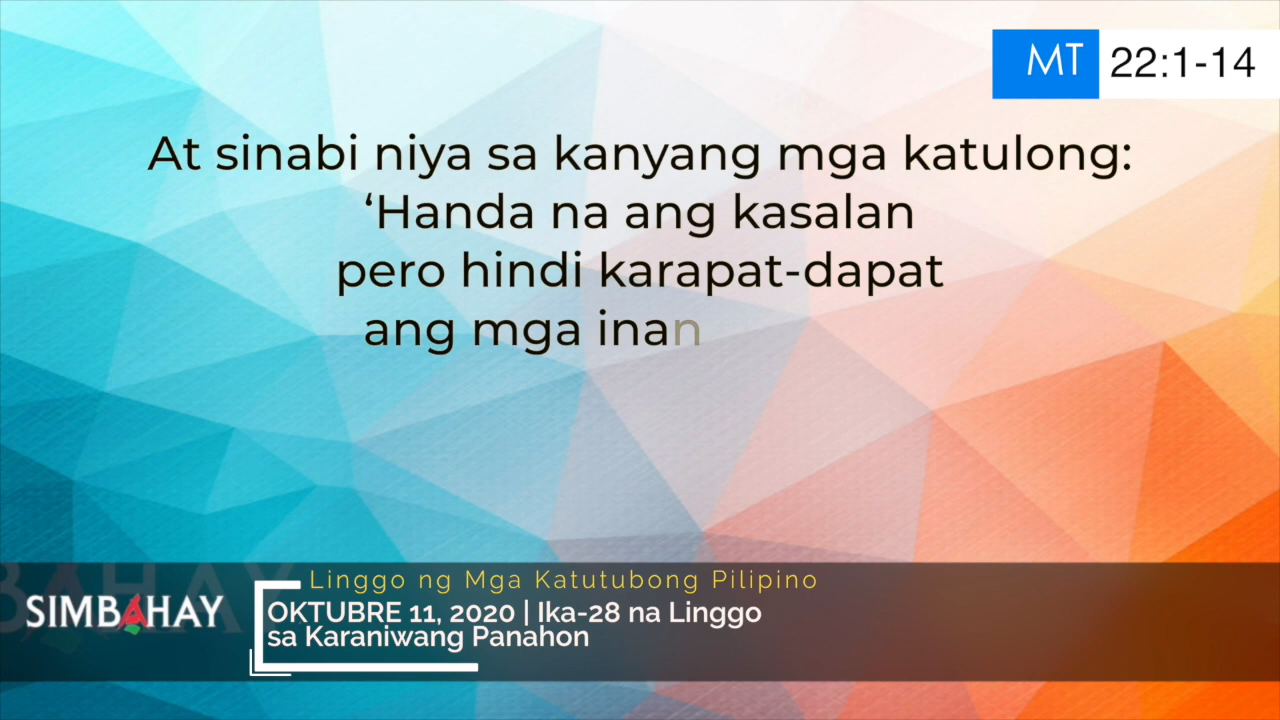 MT 22:1-14
At sinabi niya sa kanyang mga katulong:
‘Handa na ang kasalan
pero hindi karapat-dapat
ang mga inan
Linggo ng Mga Katutubong Pilipino
SIMBAHAY
OKTUBRE 11, 2020 | Ika-28 na Linggo
sa Karaniwang Panahon